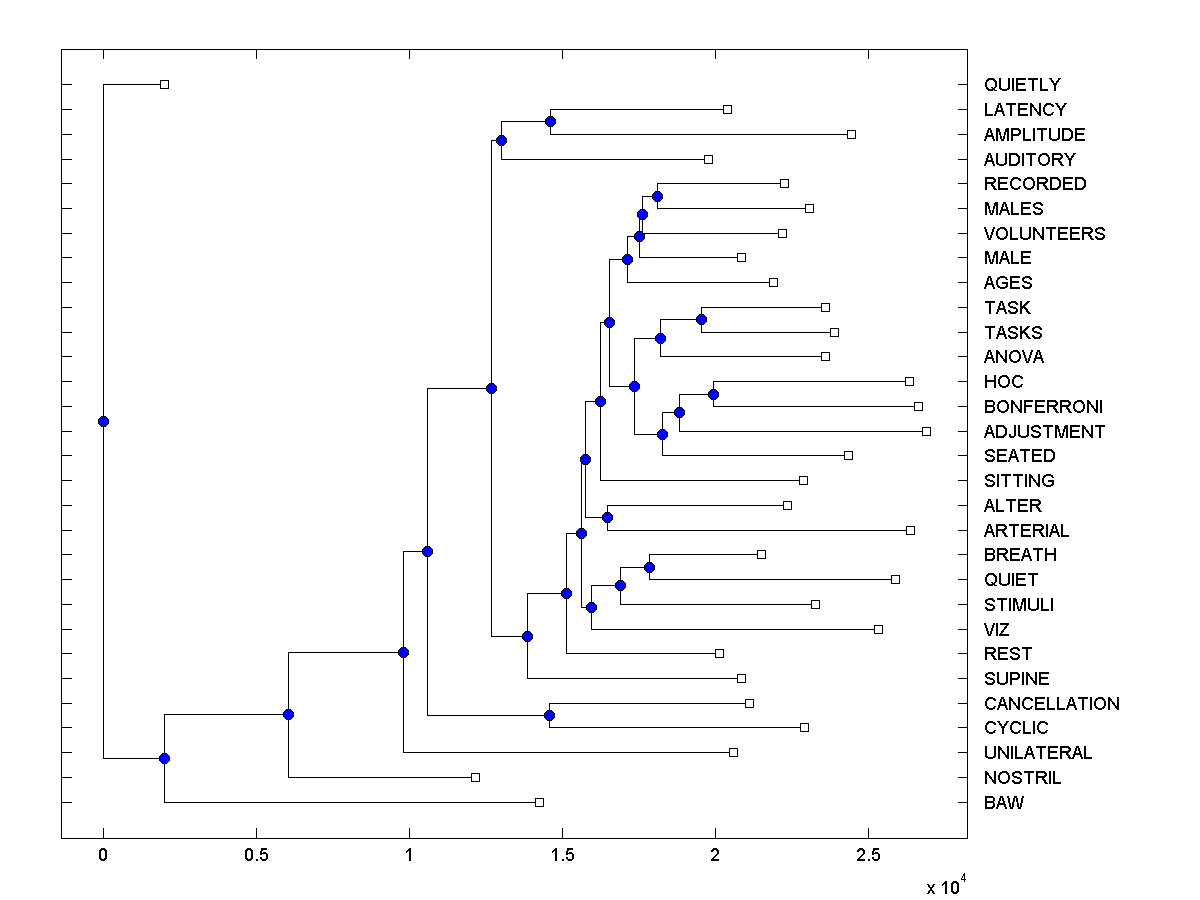 QUIETLY
LATENCY
AMPLITUDE
AUDITORY
RECORDED
MALES
VOLUNTEERS
MALE
AGES
TASK
TASKS
ANOVA
HOC
BONFERRONI
ADJUSTMENT
SEATED
SITTING
ALTER
ARTERIAL
BREATH
QUIET
STIMULI
VIZ
REST
SUPINE
CANCELLATION
CYCLIC
UNILATERAL
NOSTRIL
BAW
0 0.5 1 1.5 2 2.5
x 10^4